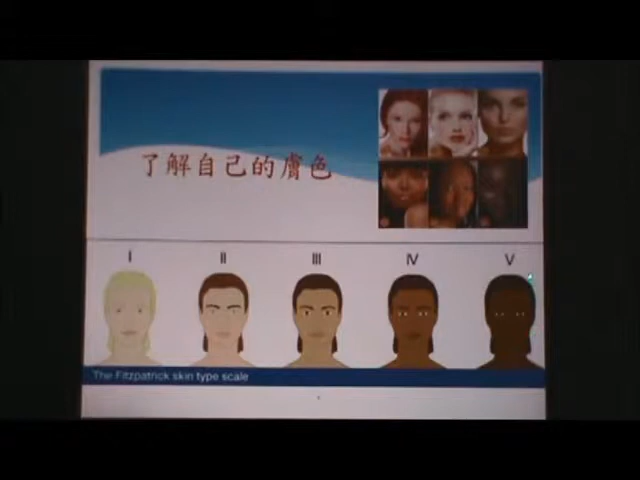 了解自己的膚色
I II III IV V
The Fitzpatrick skin type scale